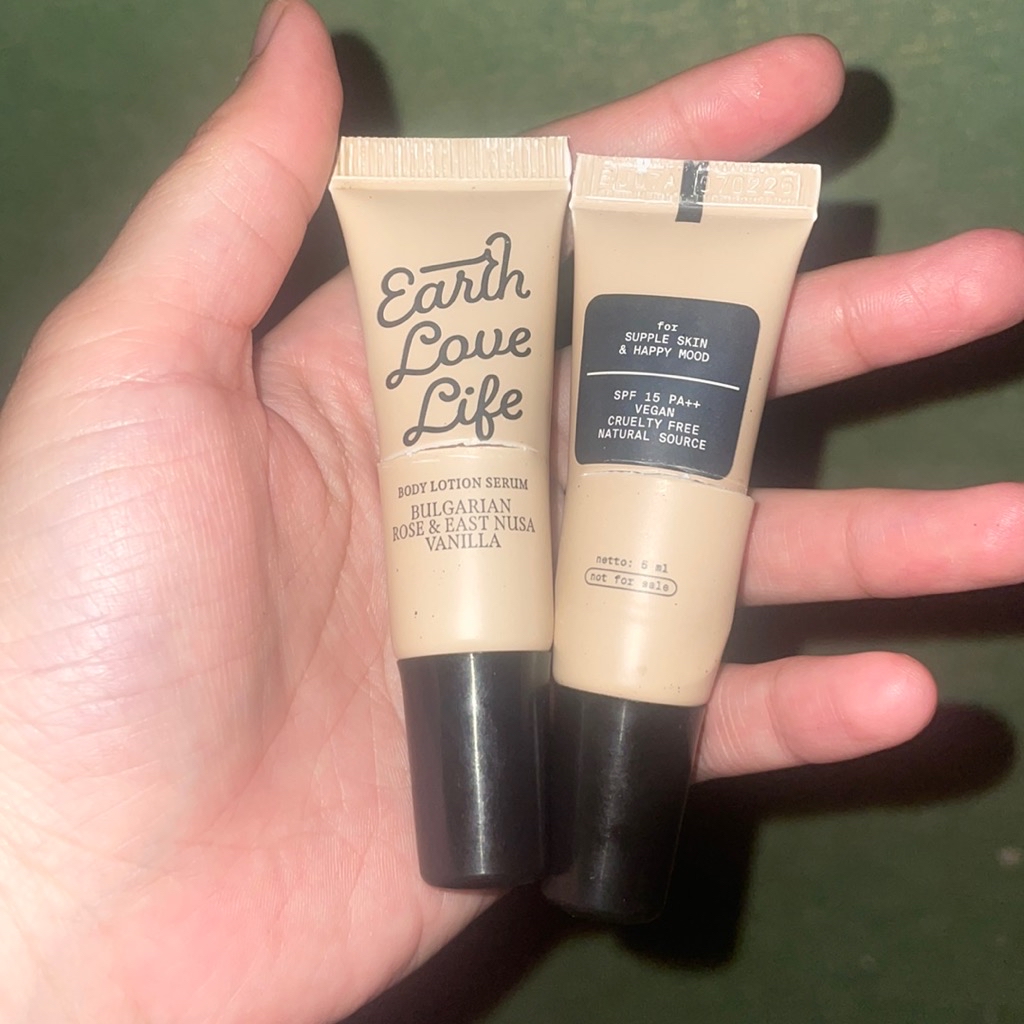 Earth
Love
Life
BODY LOTION SERUM
BULGARIAN
ROSE & EAST NUSA
VANILLA
for
SUPPLE SKIN
& HAPPY MOOD
SPF 15 PA++
VEGAN
CRUELTY FREE
NATURAL SOURCE
netto: 5 ml
not for sale